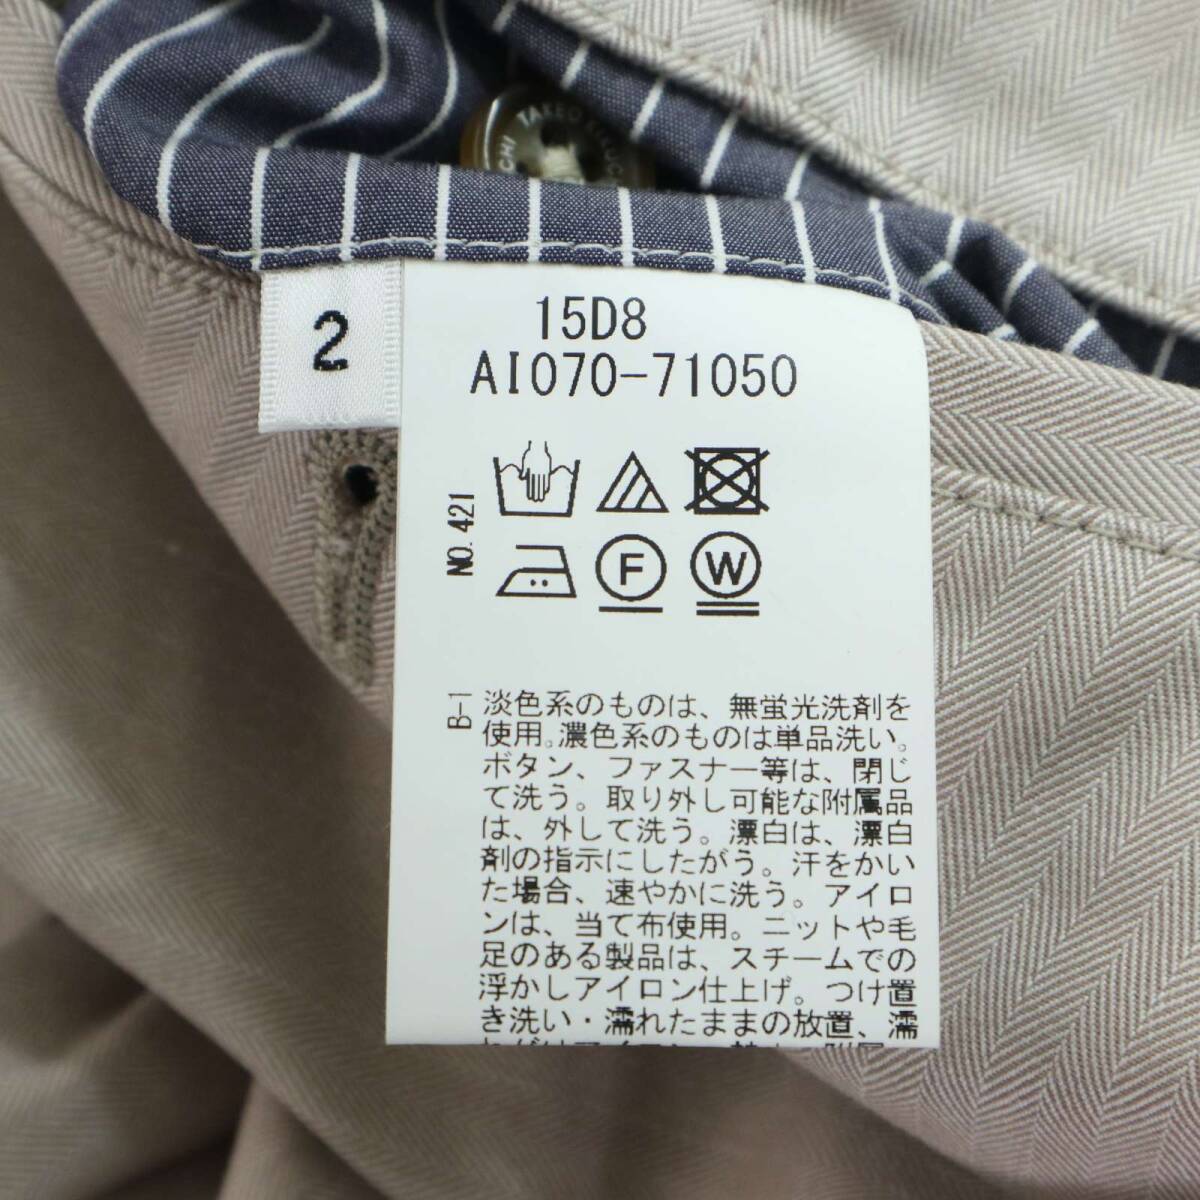 TAKEO KIKUCHI
2
15D8
AI070-71050
NO. 421
F
W
B-1
淡色系のものは、無蛍光洗剤を
使用。濃色系のものは単品洗い。
ボタン、ファスナー等は、閉じ
て洗う。取り外し可能な附属品
は、外して洗う。漂白は、漂白
剤の指示にしたがう。汗をかい
た場合、速やかに洗う。アイロ
ンは、当て布使用。ニットや毛
足のある製品は、スチームでの
浮かしアイロン仕上げ。つけ置
き洗い・濡れたままの放置、濡